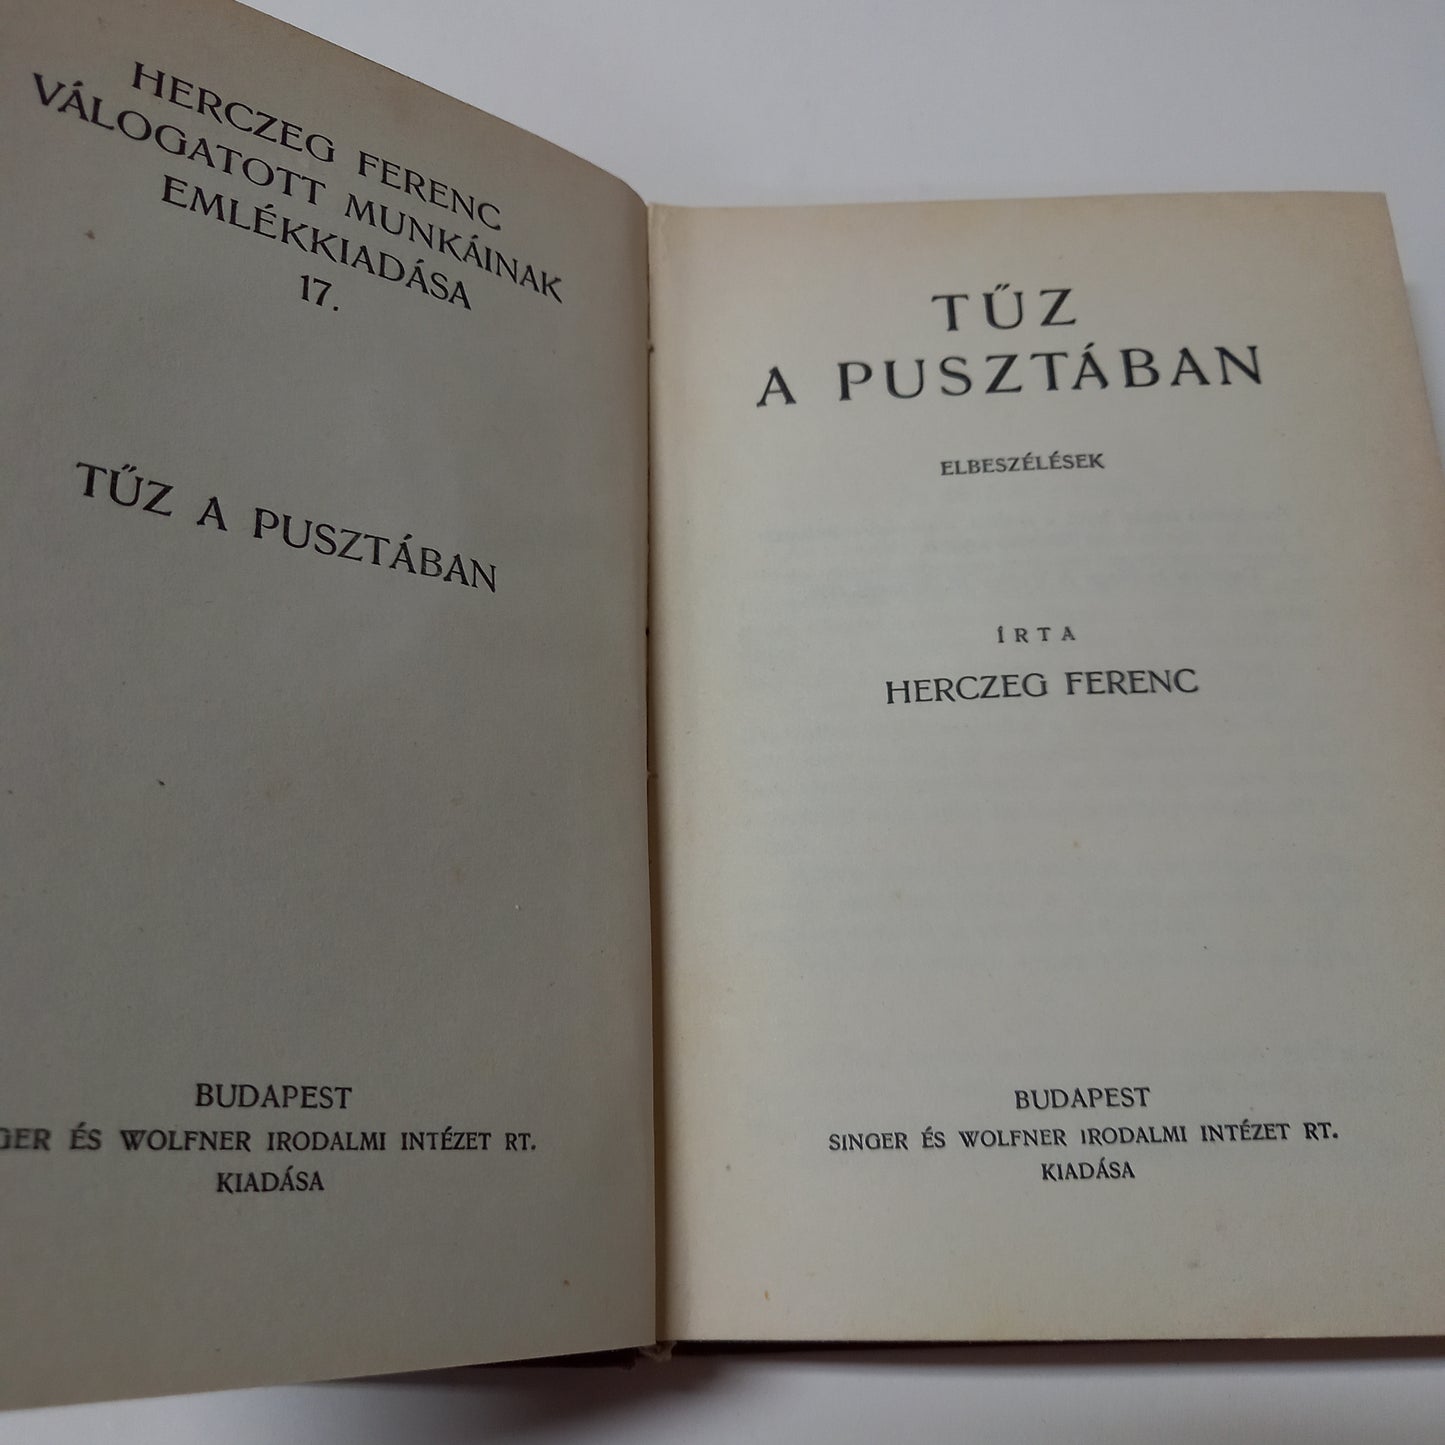 HERCZEG FERENC
VÁLOGATOTT MUNKÁINAK
EMLÉKKIADÁSA
17.
TŰZ A PUSZTÁBAN
BUDAPEST
GER ÉS WOLFNER IRODALMI INTÉZET RT.
KIADÁSA
TŰZ
A PUSZTÁBAN
ELBESZÉLÉSEK
ÍRTA
HERCZEG FERENC
BUDAPEST
SINGER ÉS WOLFNER IRODALMI INTÉZET RT.
KIADÁSA